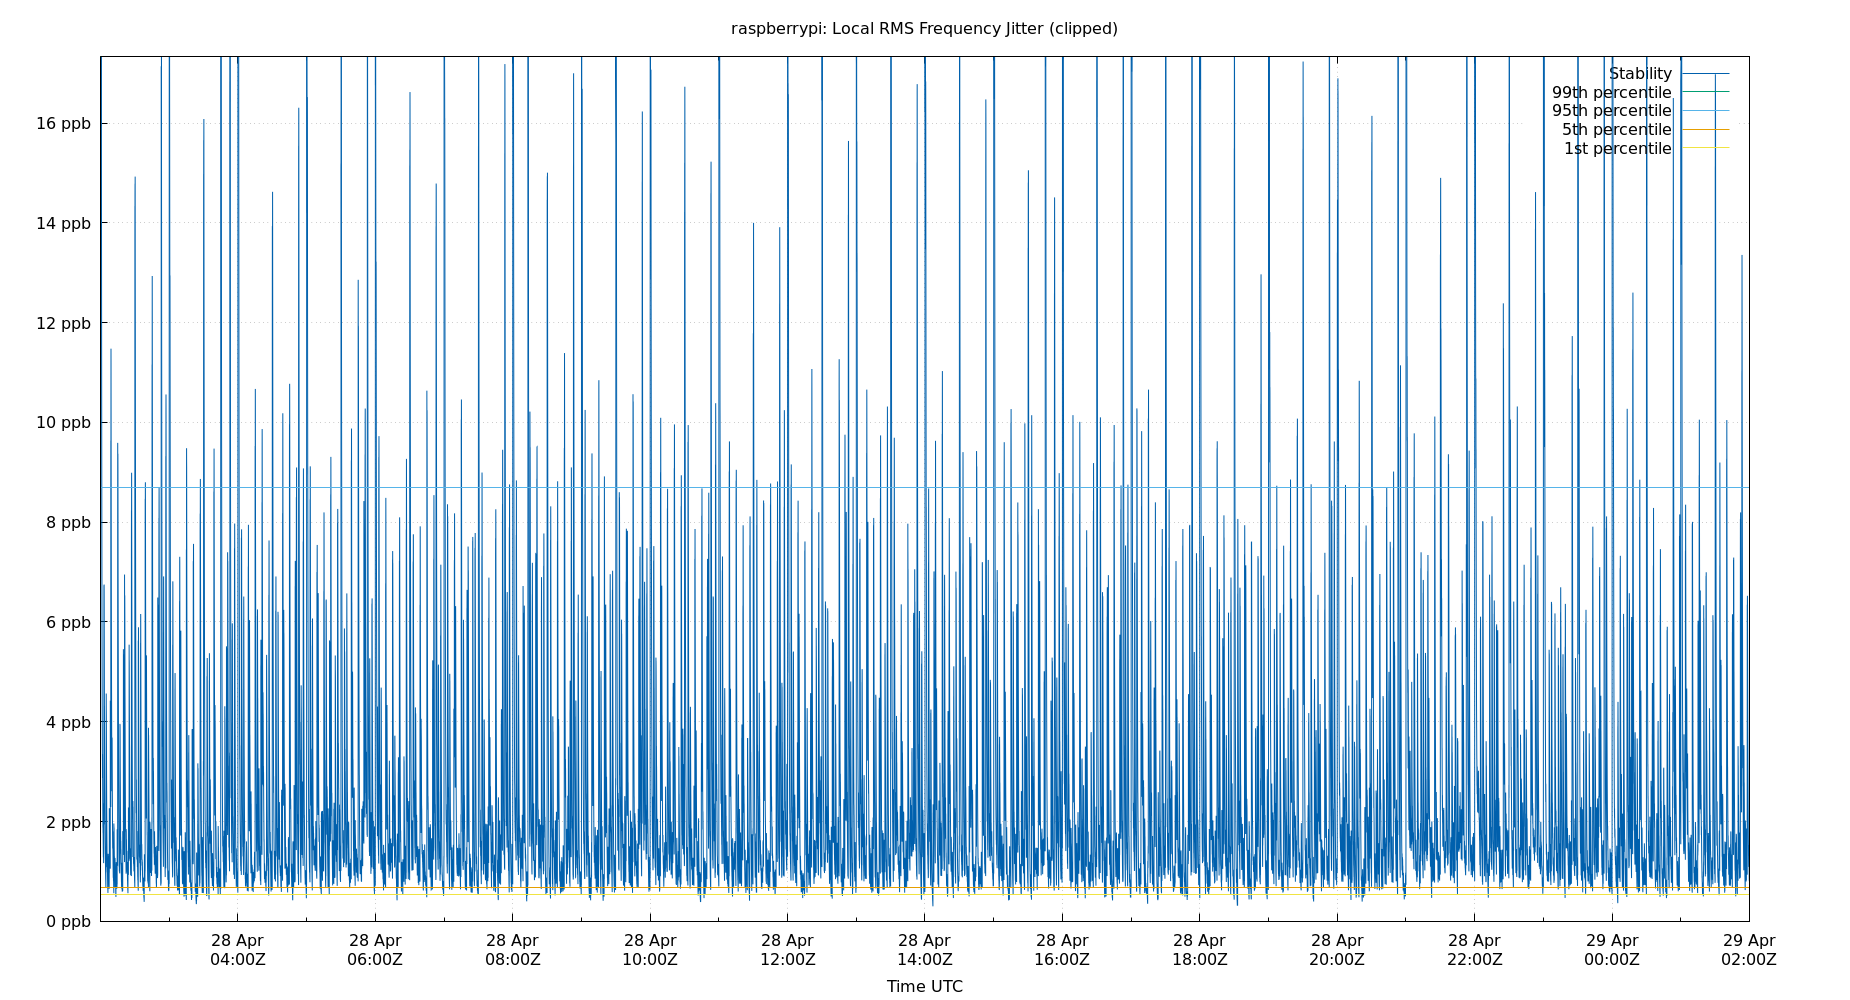 raspberrypi: Local RMS Frequency Jitter (clipped)
Stability
99th percentile
95th percentile
5th percentile
1st percentile
16 ppb
14 ppb
12 ppb
10 ppb
8 ppb
6 ppb
4 ppb
2 ppb
0 ppb
28 Apr 28 Apr 28 Apr 28 Apr 28 Apr 28 Apr 28 Apr 28 Apr 28 Apr 28 Apr 29 Apr 29 Apr
04:00Z 06:00Z 08:00Z 10:00Z 12:00Z 14:00Z 16:00Z 18:00Z 20:00Z 22:00Z 00:00Z 02:00Z
Time UTC